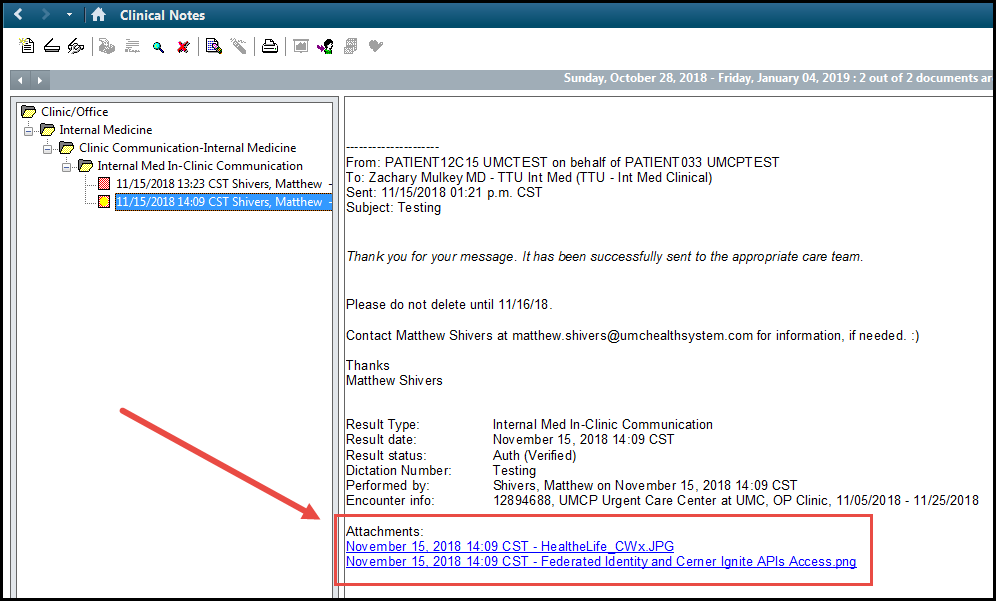 Clinical Notes
Sunday, October 28, 2018 - Friday, January 04, 2019 : 2 out of 2 documents ar
Clinic/Office
Internal Medicine
Clinic Communication-Internal Medicine
Internal Med In-Clinic Communication
11/15/2018 13:23 CST Shivers, Matthew -
11/15/2018 14:09 CST Shivers, Matthew -
---------------------
From: PATIENT12C15 UMCTEST on behalf of PATIENT033 UMCPTEST
To: Zachary Mulkey MD - TTU Int Med (TTU - Int Med Clinical)
Sent: 11/15/2018 01:21 p.m. CST
Subject: Testing
Thank you for your message. It has been successfully sent to the appropriate care team.
Please do not delete until 11/16/18.
Contact Matthew Shivers at matthew.shivers@umchealthsystem.com for information, if needed. :)
Thanks
Matthew Shivers
Result Type: Internal Med In-Clinic Communication
Result date: November 15, 2018 14:09 CST
Result status: Auth (Verified)
Dictation Number: Testing
Performed by: Shivers, Matthew on November 15, 2018 14:09 CST
Encounter info: 12894688, UMCP Urgent Care Center at UMC, OP Clinic, 11/05/2018 - 11/25/2018
Attachments:
November 15, 2018 14:09 CST - HealtheLife_CWx.JPG
November 15, 2018 14:09 CST - Federated Identity and Cerner Ignite APIs Access.png